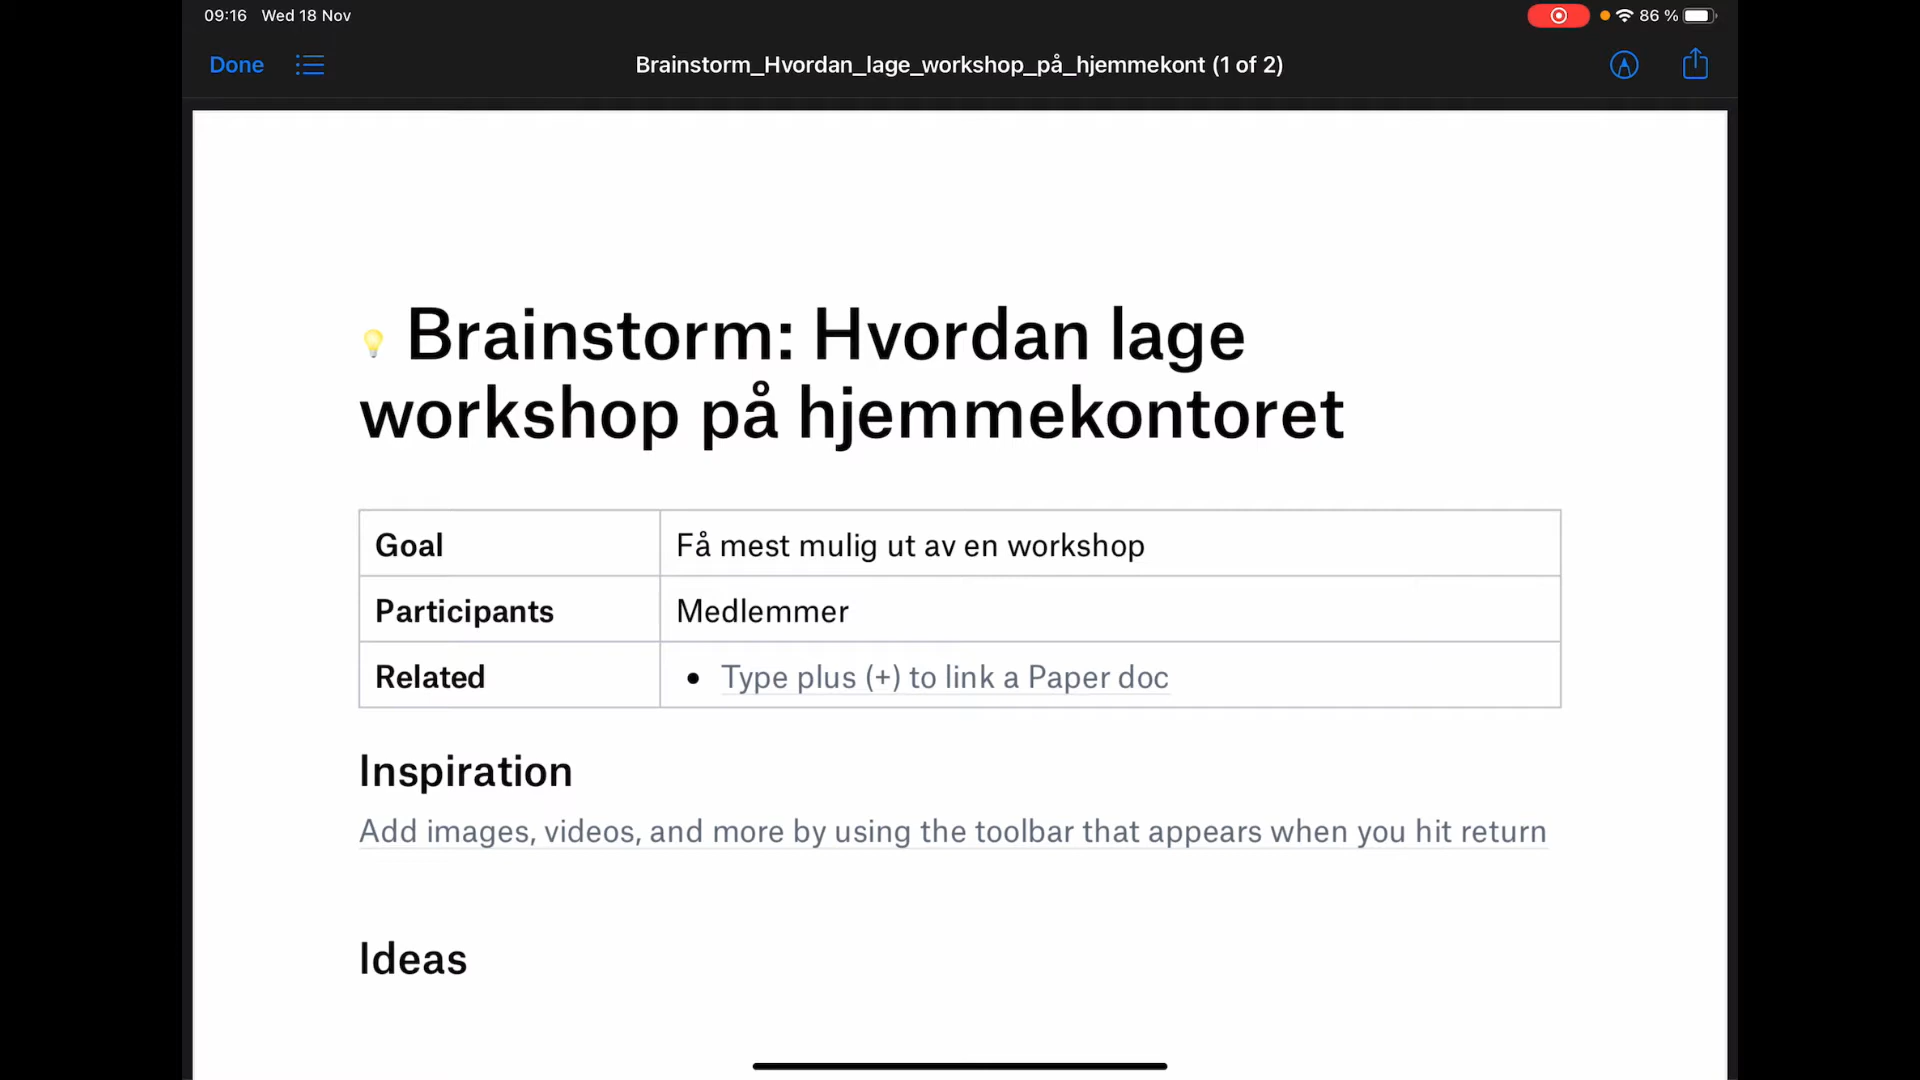 09:16 Wed 18 Nov
86 %
Done
Brainstorm_Hvordan_lage_workshop_på_hjemmekont (1 of 2)
💡 Brainstorm: Hvordan lage
workshop på hjemmekontoret
Goal Få mest mulig ut av en workshop
Participants Medlemmer
Related • Type plus (+) to link a Paper doc
Inspiration
Add images, videos, and more by using the toolbar that appears when you hit return
Ideas